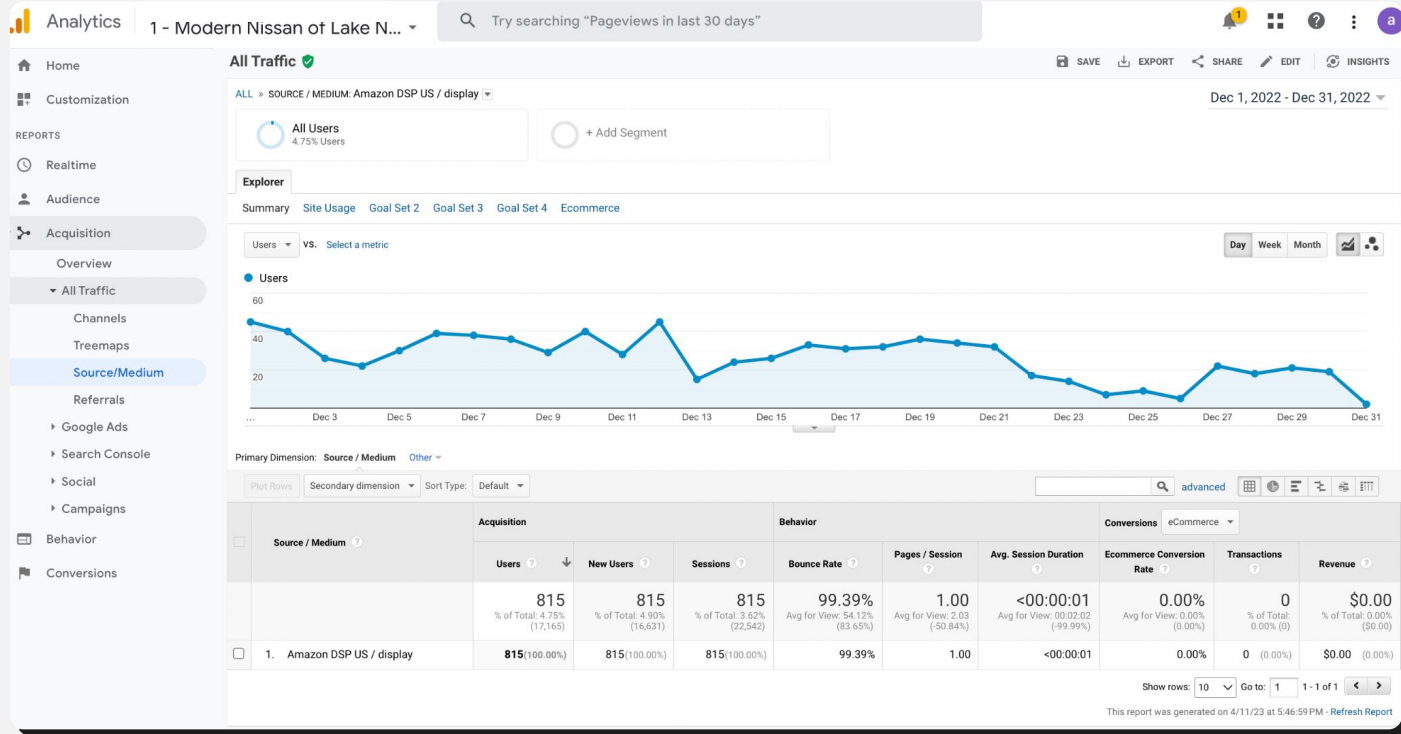 Analytics
1 - Modern Nissan of Lake N...
Try searching “Pageviews in last 30 days”
1
a
Home
Customization
REPORTS
Realtime
Audience
Acquisition
Overview
All Traffic
Channels
Treemaps
Source/Medium
Referrals
Google Ads
Search Console
Social
Campaigns
Behavior
Conversions
All Traffic
SAVE EXPORT SHARE EDIT INSIGHTS
ALL » SOURCE / MEDIUM: Amazon DSP US / display
Dec 1, 2022 - Dec 31, 2022
All Users
4.75% Users
+ Add Segment
Explorer
Summary Site Usage Goal Set 2 Goal Set 3 Goal Set 4 Ecommerce
Users VS. Select a metric
Day Week Month
Users
60
40
20
... Dec 3 Dec 5 Dec 7 Dec 9 Dec 11 Dec 13 Dec 15 Dec 17 Dec 19 Dec 21 Dec 23 Dec 25 Dec 27 Dec 29 Dec 31
Primary Dimension: Source / Medium Other
Plot Rows Secondary dimension Sort Type: Default advanced
Source / Medium ?
Acquisition Behavior Conversions eCommerce
Users ? New Users ? Sessions ? Bounce Rate ? Pages / Session ? Avg. Session Duration ? Ecommerce Conversion Rate ? Transactions ? Revenue ?
815 815 815 99.39% 1.00 <00:00:01 0.00% 0 $0.00
% of Total: 4.75% % of Total: 4.90% % of Total: 3.62% Avg for View: 54.12% Avg for View: 2.03 Avg for View: 00:02:02 Avg for View: 0.00% % of Total: % of Total: 0.00%
(17,165) (16,631) (22,542) (83.65%) (-50.84%) (-99.99%) (0.00%) 0.00% (0) ($0.00)
1. Amazon DSP US / display 815(100.00%) 815(100.00%) 815(100.00%) 99.39% 1.00 <00:00:01 0.00% 0 (0.00%) $0.00 (0.00%)
Show rows: 10 Go to: 1 1 - 1 of 1
This report was generated on 4/11/23 at 5:46:59 PM - Refresh Report